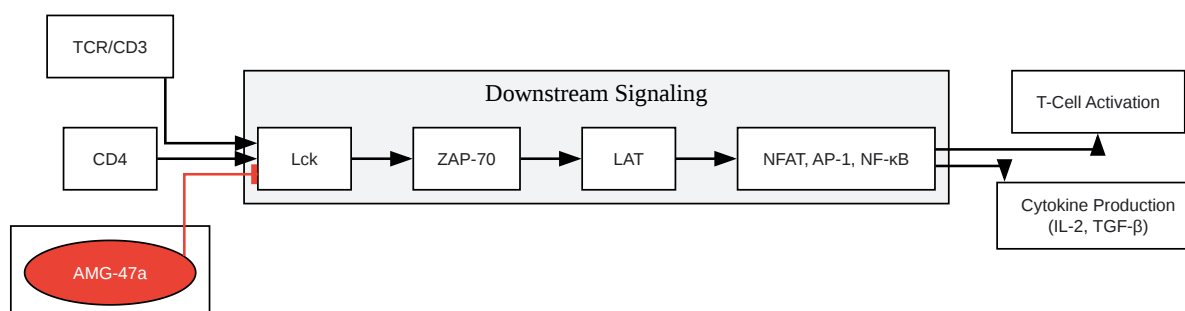 TCR/CD3
Downstream Signaling
T-Cell Activation
CD4
Lck
ZAP-70
LAT
NFAT, AP-1, NF-κB
Cytokine Production
(IL-2, TGF-β)
AMG-47a